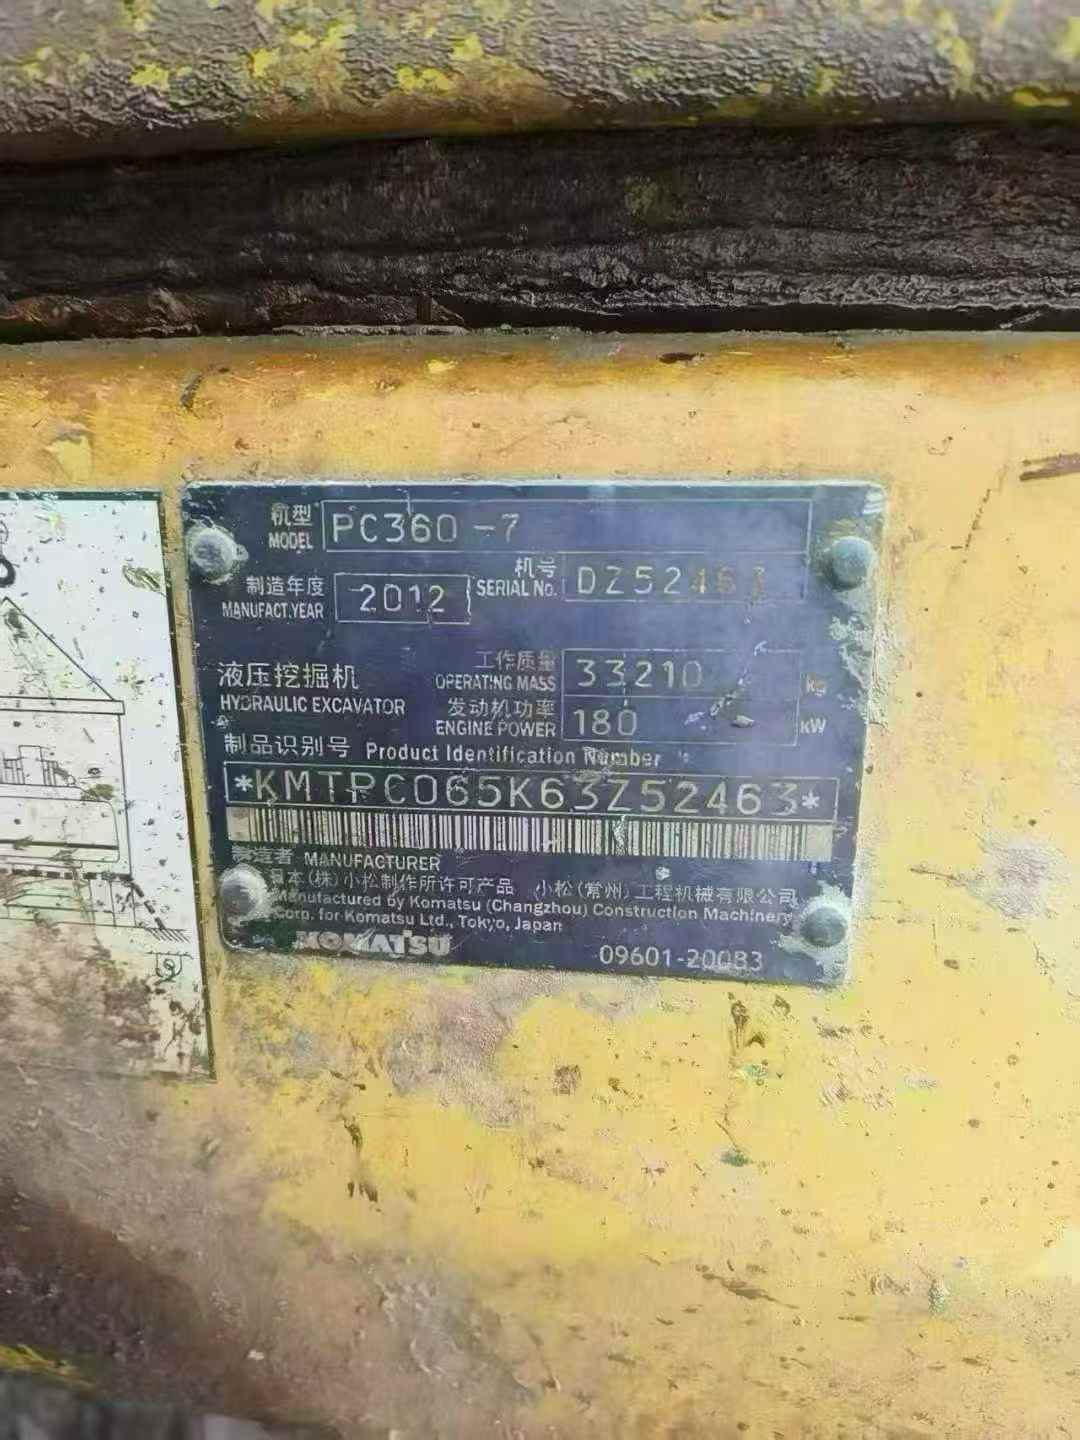 机型 MODEL PC360-7
制造年度 MANUFACT.YEAR 2012
机号 SERIAL No. DZ52463
液压挖掘机 HYDRAULIC EXCAVATOR
工作质量 OPERATING MASS 33210 kg
发动机功率 ENGINE POWER 180 kW
制品识别号 Product Identification Number
*KMTPC065K63Z52463*
制造者 MANUFACTURER
日本(株)小松制作所许可产品 小松(常州)工程机械有限公司
Manufactured by Komatsu (Changzhou) Construction Machinery
Corp. for Komatsu Ltd., Tokyo, Japan
KOMATSU 09601-20083